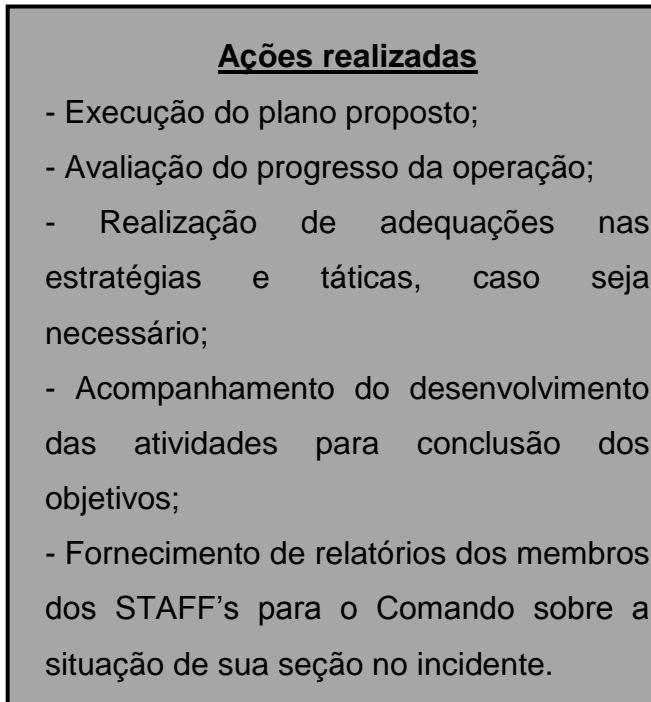 Ações realizadas
- Execução do plano proposto;
- Avaliação do progresso da operação;
- Realização de adequações nas
estratégias e táticas, caso seja
necessário;
- Acompanhamento do desenvolvimento
das atividades para conclusão dos
objetivos;
- Fornecimento de relatórios dos membros
dos STAFF’s para o Comando sobre a
situação de sua seção no incidente.